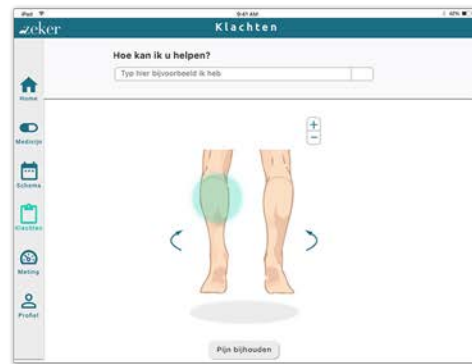 iPad
9:41 AM
zeker
Klachten
Hoe kan ik u helpen?
Typ hier bijvoorbeeld ik heb
Home
Medicijn
Schema
Klachten
Meting
Profiel
+
−
Pijn bijhouden